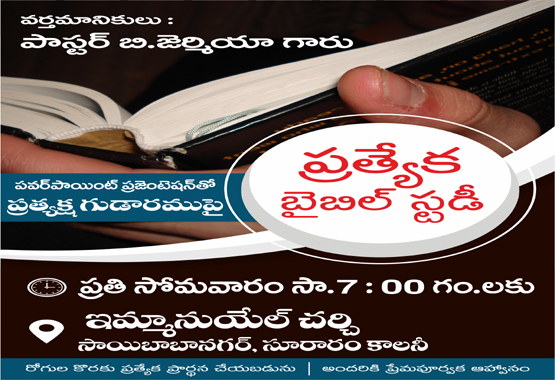 వర్తమానికులు :
పాస్టర్ బి.జెర్మియా గారు
ప్రత్యేక
బైబిల్ స్టడీ
పవర్‌పాయింట్ ప్రజెంటెషన్‌తో
ప్రత్యక్ష గుడారముపై
ప్రతి సోమవారం సా.7 : 00 గం.లకు
ఇమ్మానుయేల్ చర్చి
సాయిబాబానగర్, సూరారం కాలనీ
రోగుల కొరకు ప్రత్యేక ప్రార్థన చేయబడును | అందరికి ప్రేమపూర్వక ఆహ్వానం